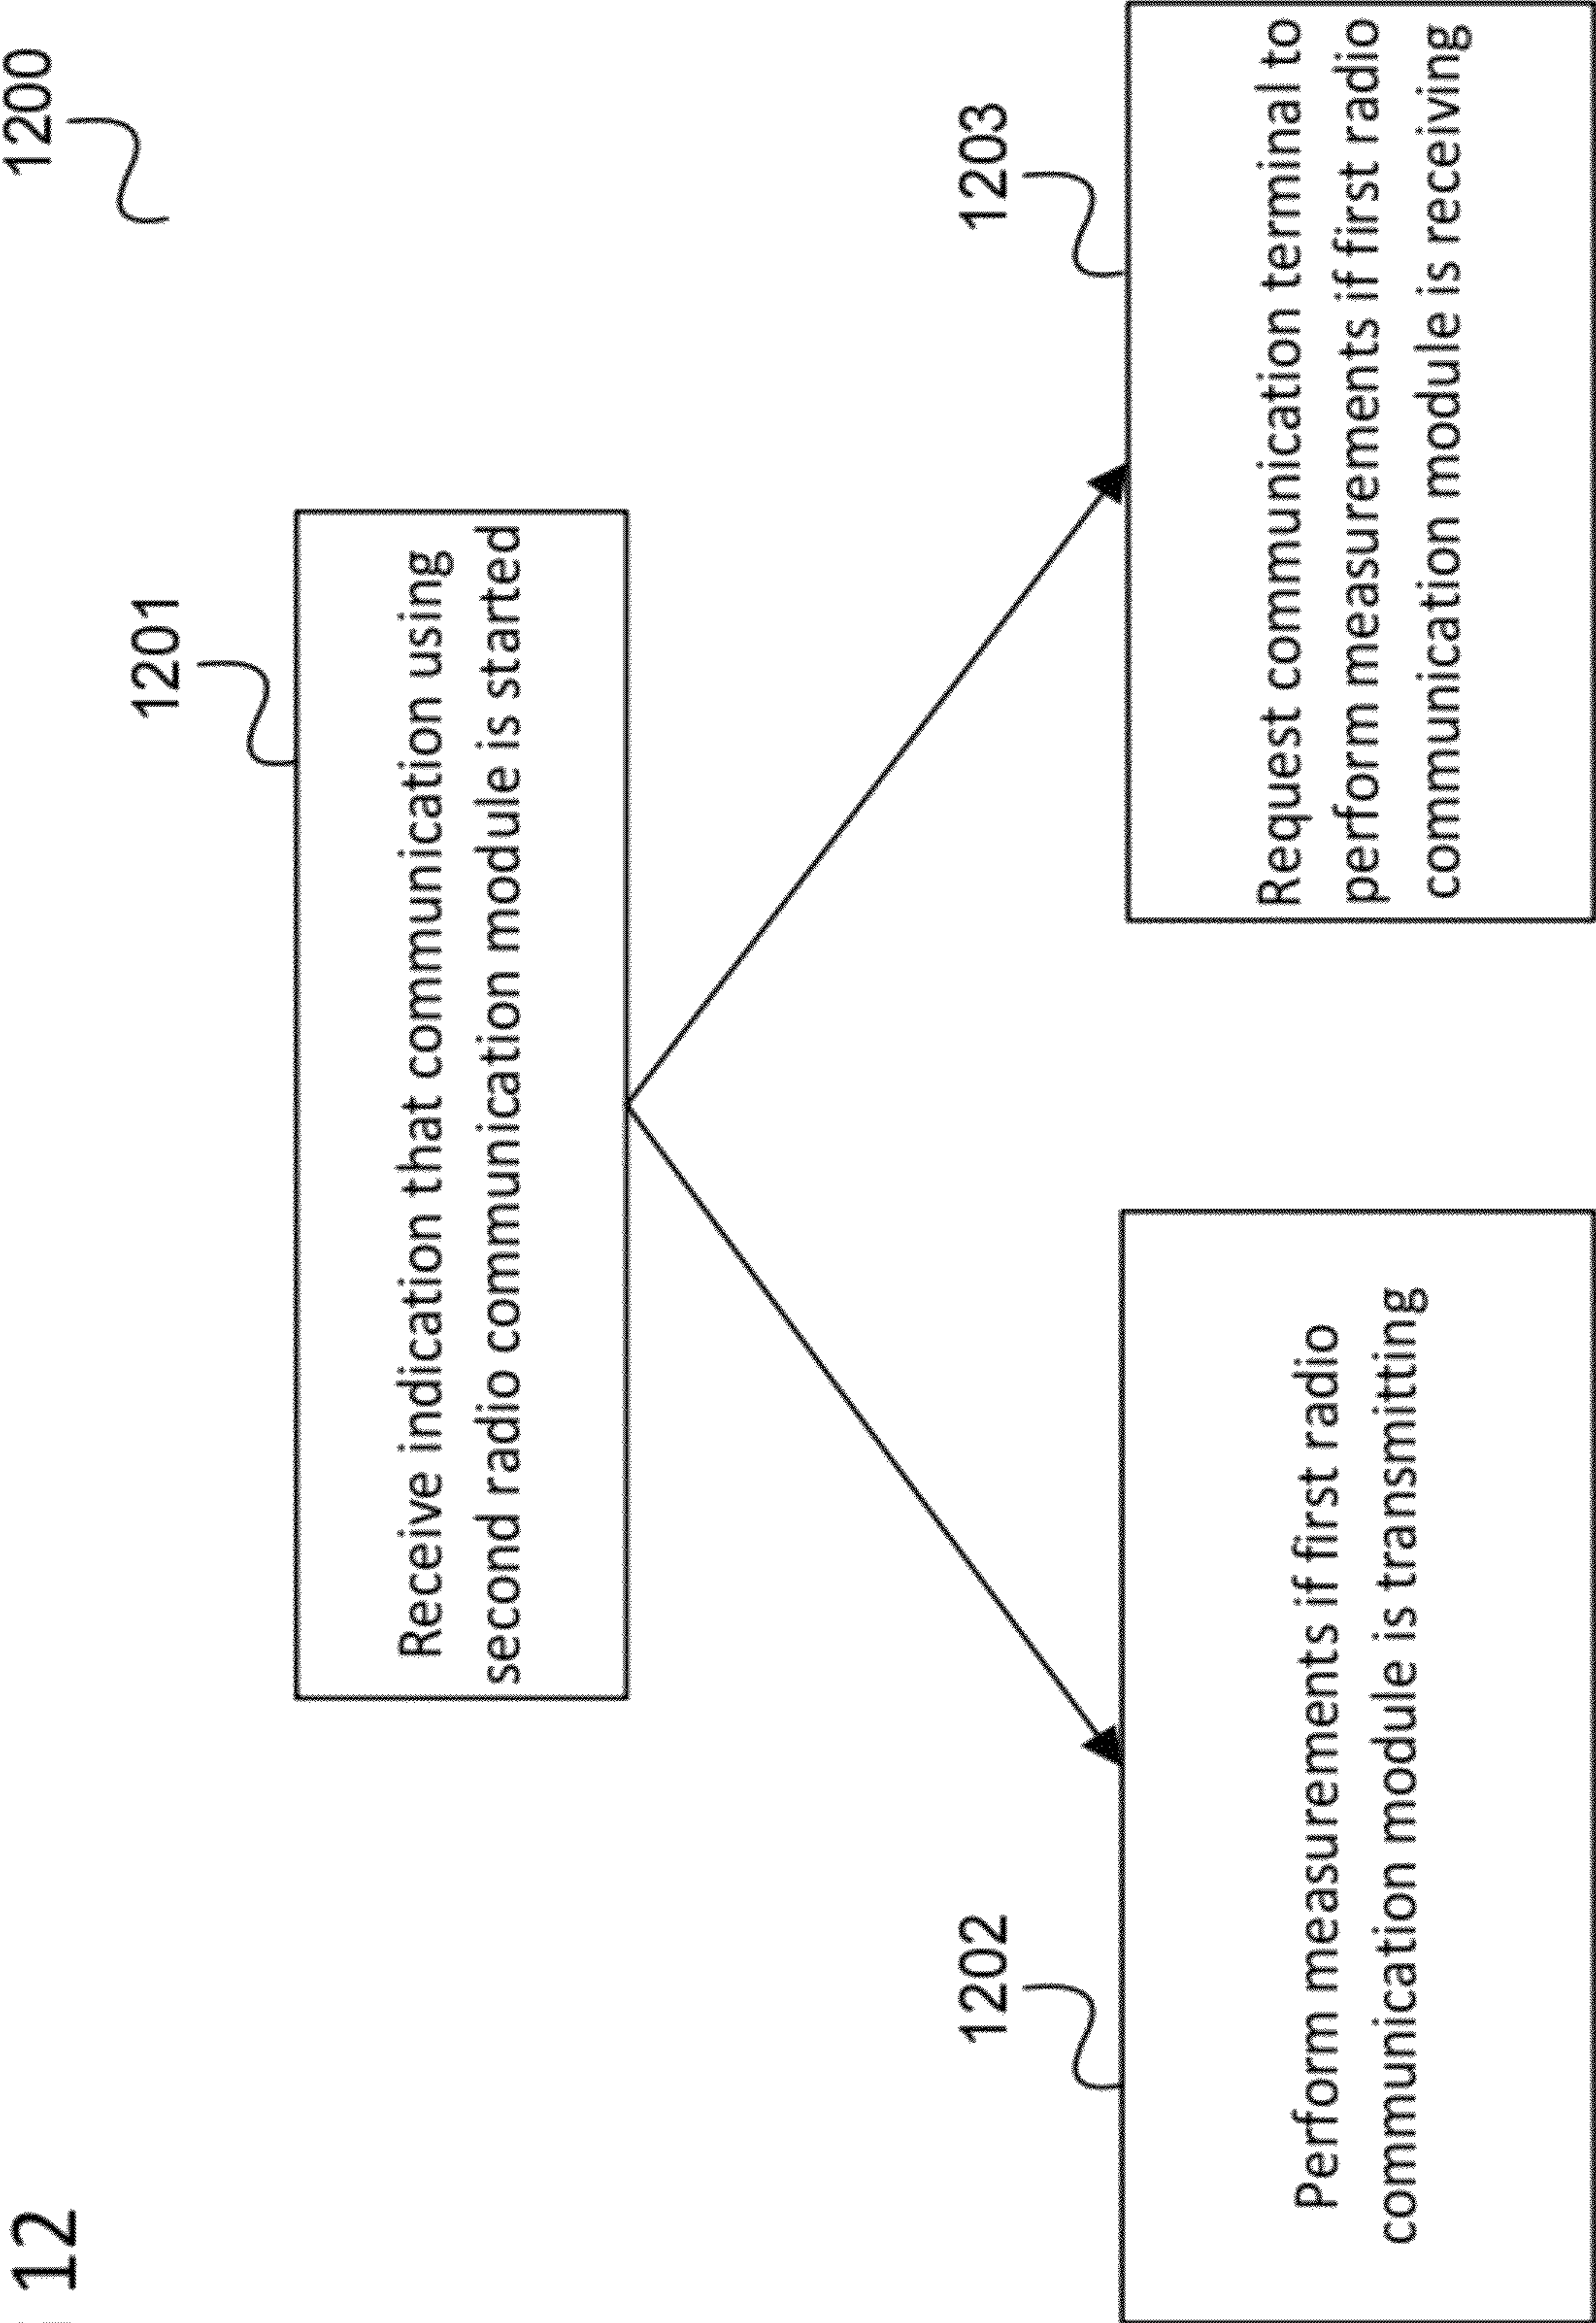 12
1200
1201
Receive indication that communication using
second radio communication module is started
1202
1203
Perform measurements if first radio
communication module is transmitting
Request communication terminal to
perform measurements if first radio
communication module is receiving